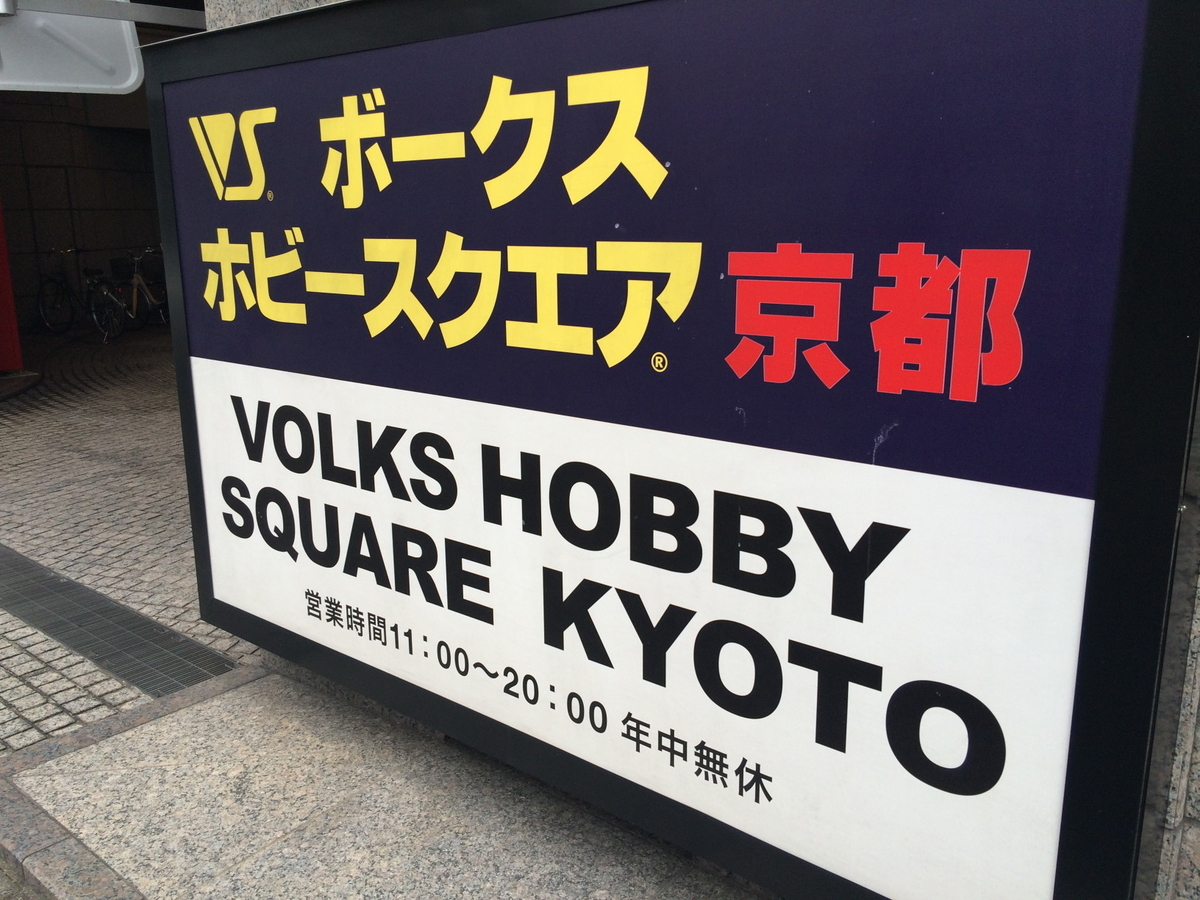 VS® ボークス
ホビースクエア® 京都
VOLKS HOBBY
SQUARE KYOTO
営業時間11：00～20：00 年中無休